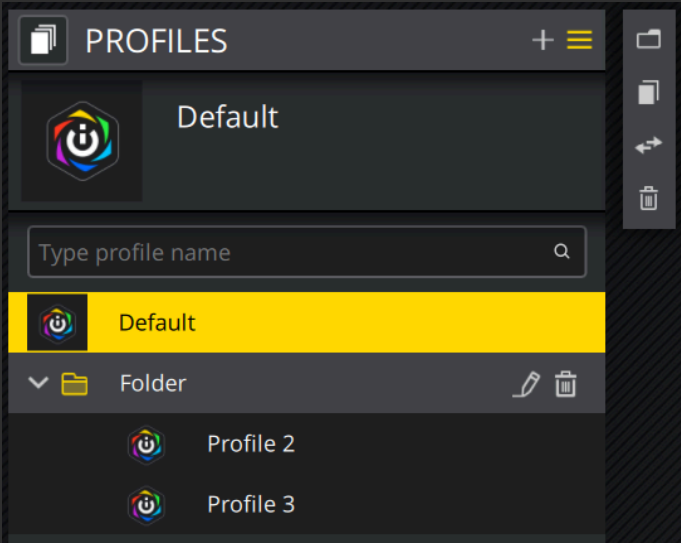 PROFILES
Default
Type profile name
Default
Folder
Profile 2
Profile 3